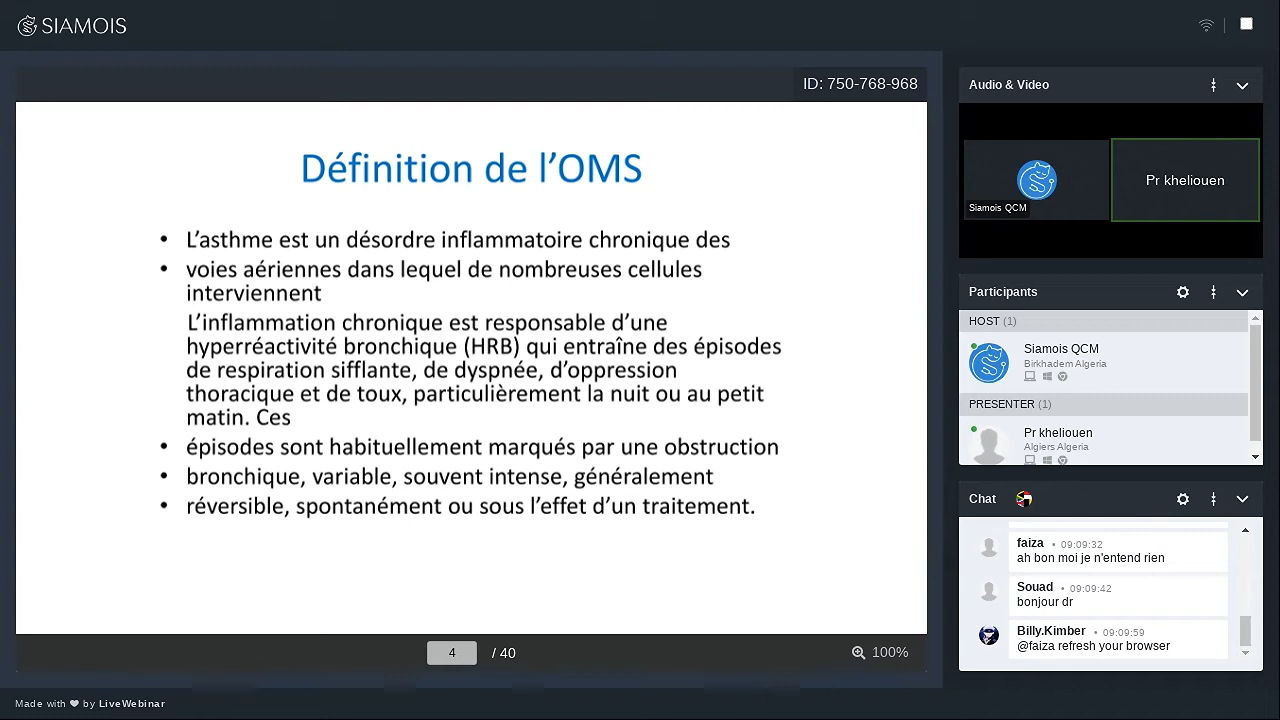 SIAMOIS
ID: 750-768-968
Définition de l’OMS
• L’asthme est un désordre inflammatoire chronique des
• voies aériennes dans lequel de nombreuses cellules
interviennent
L’inflammation chronique est responsable d’une
hyperréactivité bronchique (HRB) qui entraîne des épisodes
de respiration sifflante, de dyspnée, d’oppression
thoracique et de toux, particulièrement la nuit ou au petit
matin. Ces
• épisodes sont habituellement marqués par une obstruction
• bronchique, variable, souvent intense, généralement
• réversible, spontanément ou sous l’effet d’un traitement.
4 / 40
100%
Audio & Video
Siamois QCM
Pr kheliouen
Participants
HOST (1)
Siamois QCM
Birkhadem Algeria
PRESENTER (1)
Pr kheliouen
Algiers Algeria
Chat
faiza • 09:09:32
ah bon moi je n'entend rien
Souad • 09:09:42
bonjour dr
Billy.Kimber • 09:09:59
@faiza refresh your browser
Made with ❤ by LiveWebinar